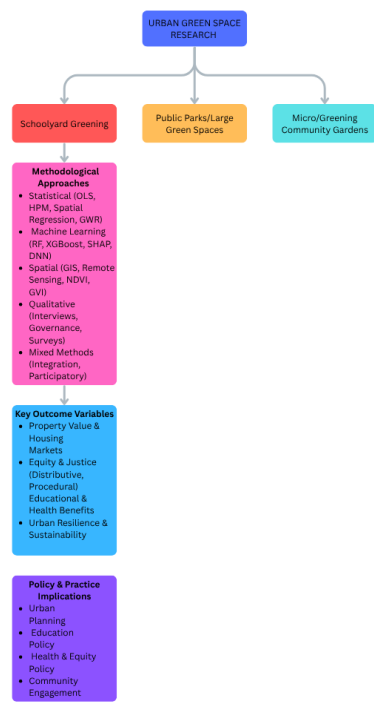 URBAN GREEN SPACE
RESEARCH
Schoolyard Greening
Public Parks/Large
Green Spaces
Micro/Greening
Community Gardens
Methodological
Approaches
• Statistical (OLS,
HPM, Spatial
Regression, GWR)
• Machine Learning
(RF, XGBoost, SHAP,
DNN)
• Spatial (GIS, Remote
Sensing, NDVI,
GVI)
• Qualitative
(Interviews,
Governance,
Surveys)
• Mixed Methods
(Integration,
Participatory)
Key Outcome Variables
• Property Value &
Housing
Markets
• Equity & Justice
(Distributive,
Procedural)
Educational &
Health Benefits
• Urban Resilience &
Sustainability
Policy & Practice
Implications
• Urban
Planning
• Education
Policy
• Health & Equity
Policy
• Community
Engagement